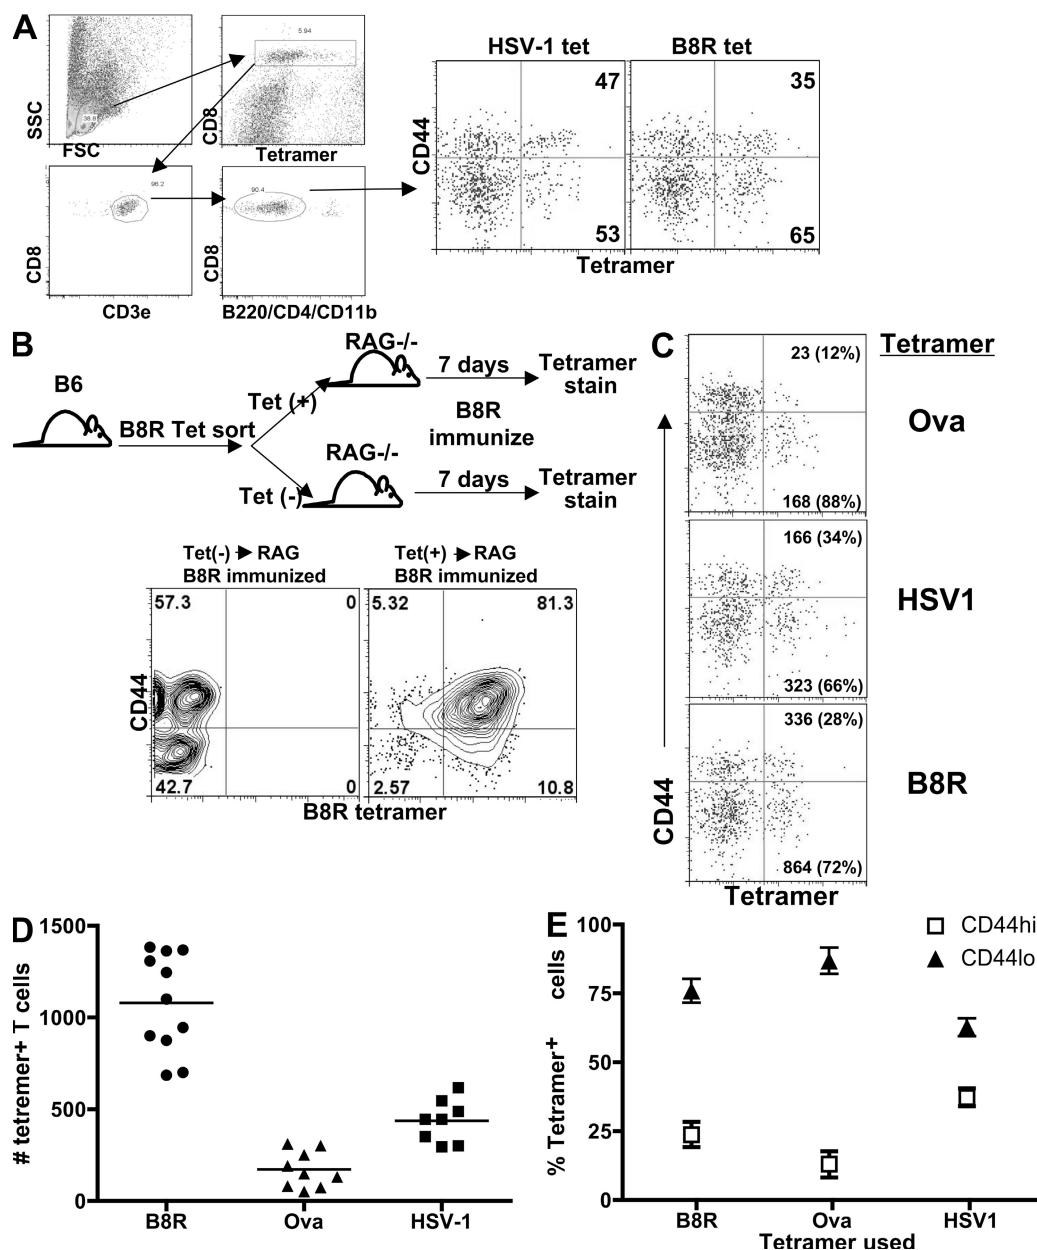 A
SSC
FSC
38.8
5.94
CD8
Tetramer
96.2
CD8
CD3e
90.4
CD8
B220/CD4/CD11b
HSV-1 tet
B8R tet
CD44
47
35
53
65
Tetramer
B
B6
B8R Tet sort
Tet (+)
Tet (-)
RAG-/-
7 days
Tetramer
stain
B8R
immunize
RAG-/-
7 days
Tetramer
stain
Tet(-) RAG
B8R immunized
Tet(+) RAG
B8R immunized
57.3
0
5.32
81.3
CD44
42.7
0
2.57
10.8
B8R tetramer
C
Tetramer
23 (12%)
Ova
168 (88%)
166 (34%)
HSV1
323 (66%)
336 (28%)
B8R
864 (72%)
CD44
Tetramer
D
# tetremer+ T cells
1500
1000
500
0
B8R
Ova
HSV-1
E
% Tetramer+ cells
100
75
50
25
0
CD44hi
CD44lo
B8R
Ova
HSV1
Tetramer used